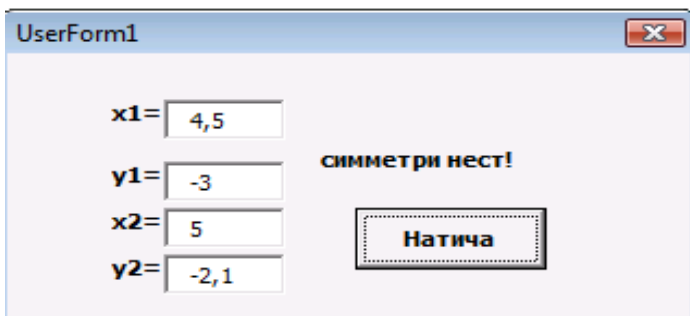 UserForm1
x1= 4,5
симметри нест!
y1= -3
x2= 5
Натича
y2= -2,1